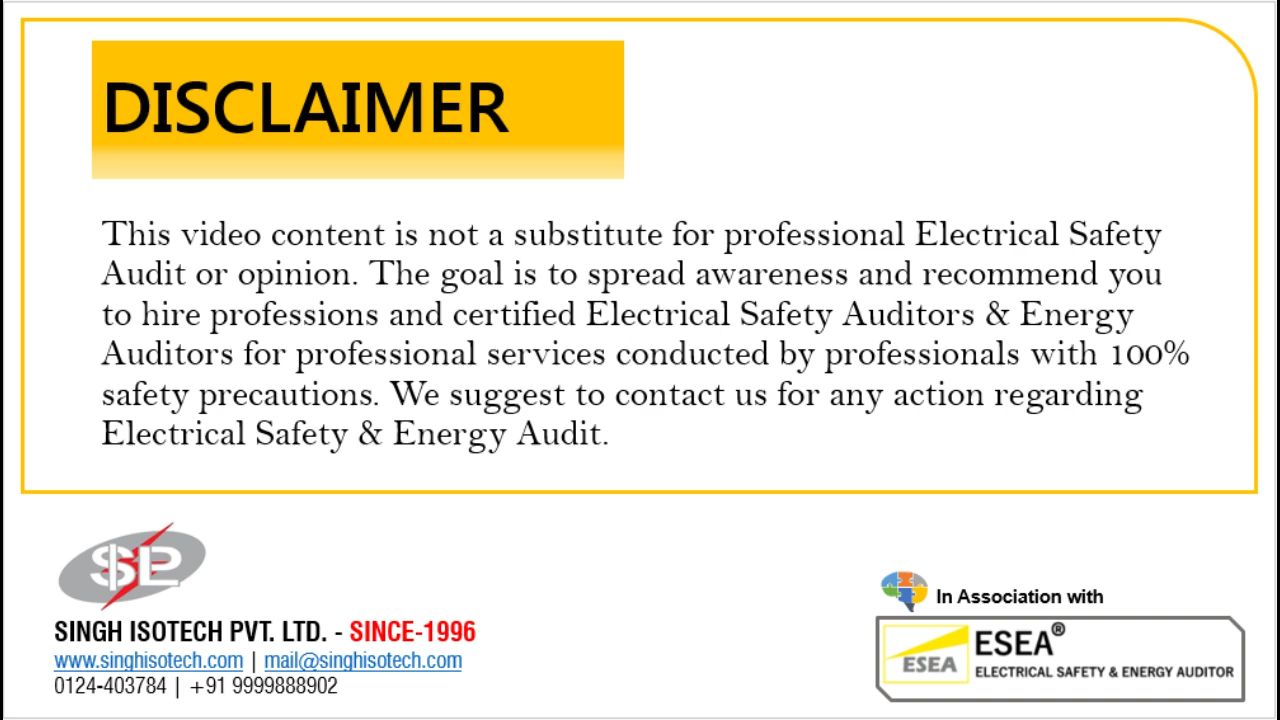 DISCLAIMER
This video content is not a substitute for professional Electrical Safety
Audit or opinion. The goal is to spread awareness and recommend you
to hire professions and certified Electrical Safety Auditors & Energy
Auditors for professional services conducted by professionals with 100%
safety precautions. We suggest to contact us for any action regarding
Electrical Safety & Energy Audit.
SIP
SINGH ISOTECH PVT. LTD. - SINCE-1996
www.singhisotech.com | mail@singhisotech.com
0124-403784 | +91 9999888902
In Association with
ESEA
ESEA®
ELECTRICAL SAFETY & ENERGY AUDITOR